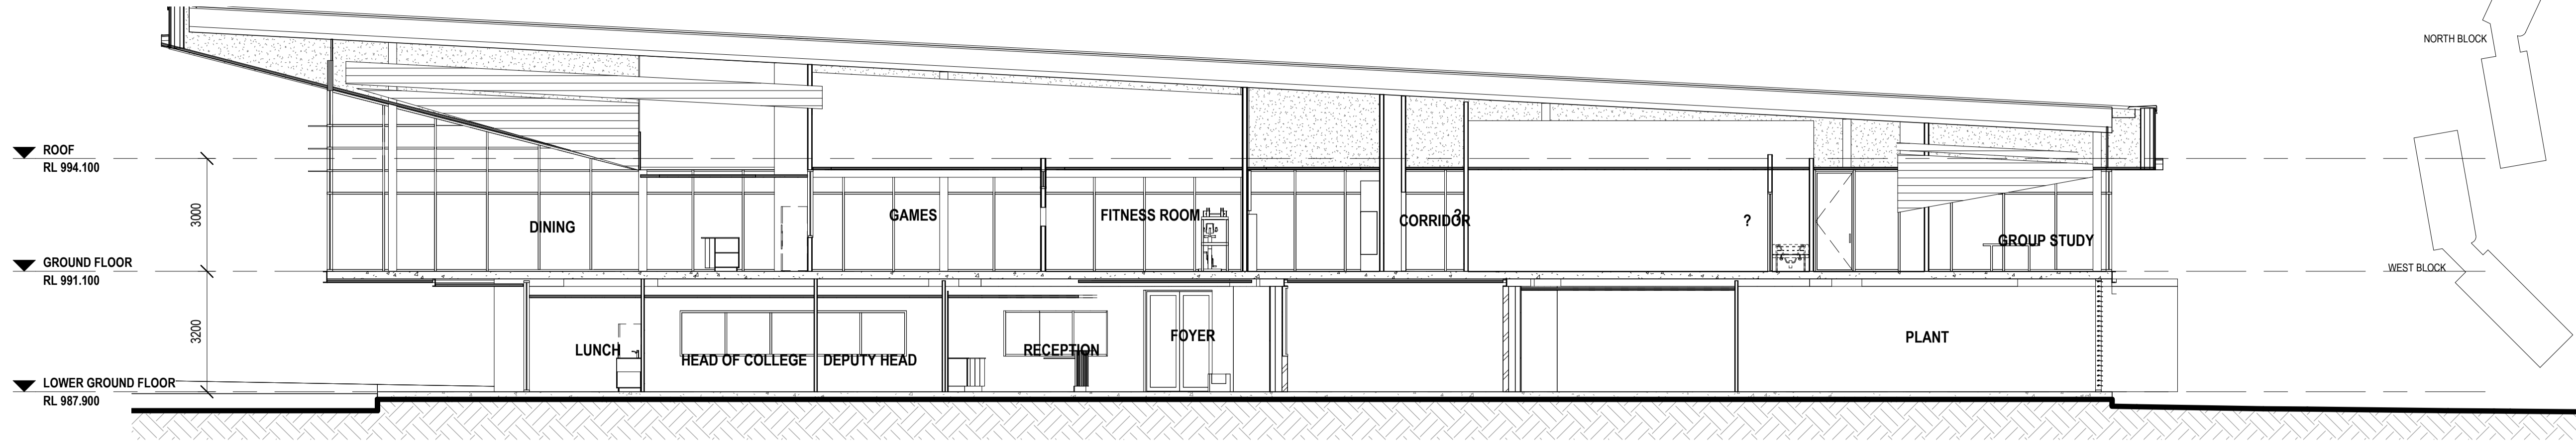 NORTH BLOCK
ROOF
RL 994.100
3000
DINING
GAMES
FITNESS ROOM
CORRIDOR
?
?
GROUP STUDY
GROUND FLOOR
RL 991.100
WEST BLOCK
3200
LUNCH
HEAD OF COLLEGE
DEPUTY HEAD
RECEPTION
FOYER
PLANT
LOWER GROUND FLOOR
RL 987.900